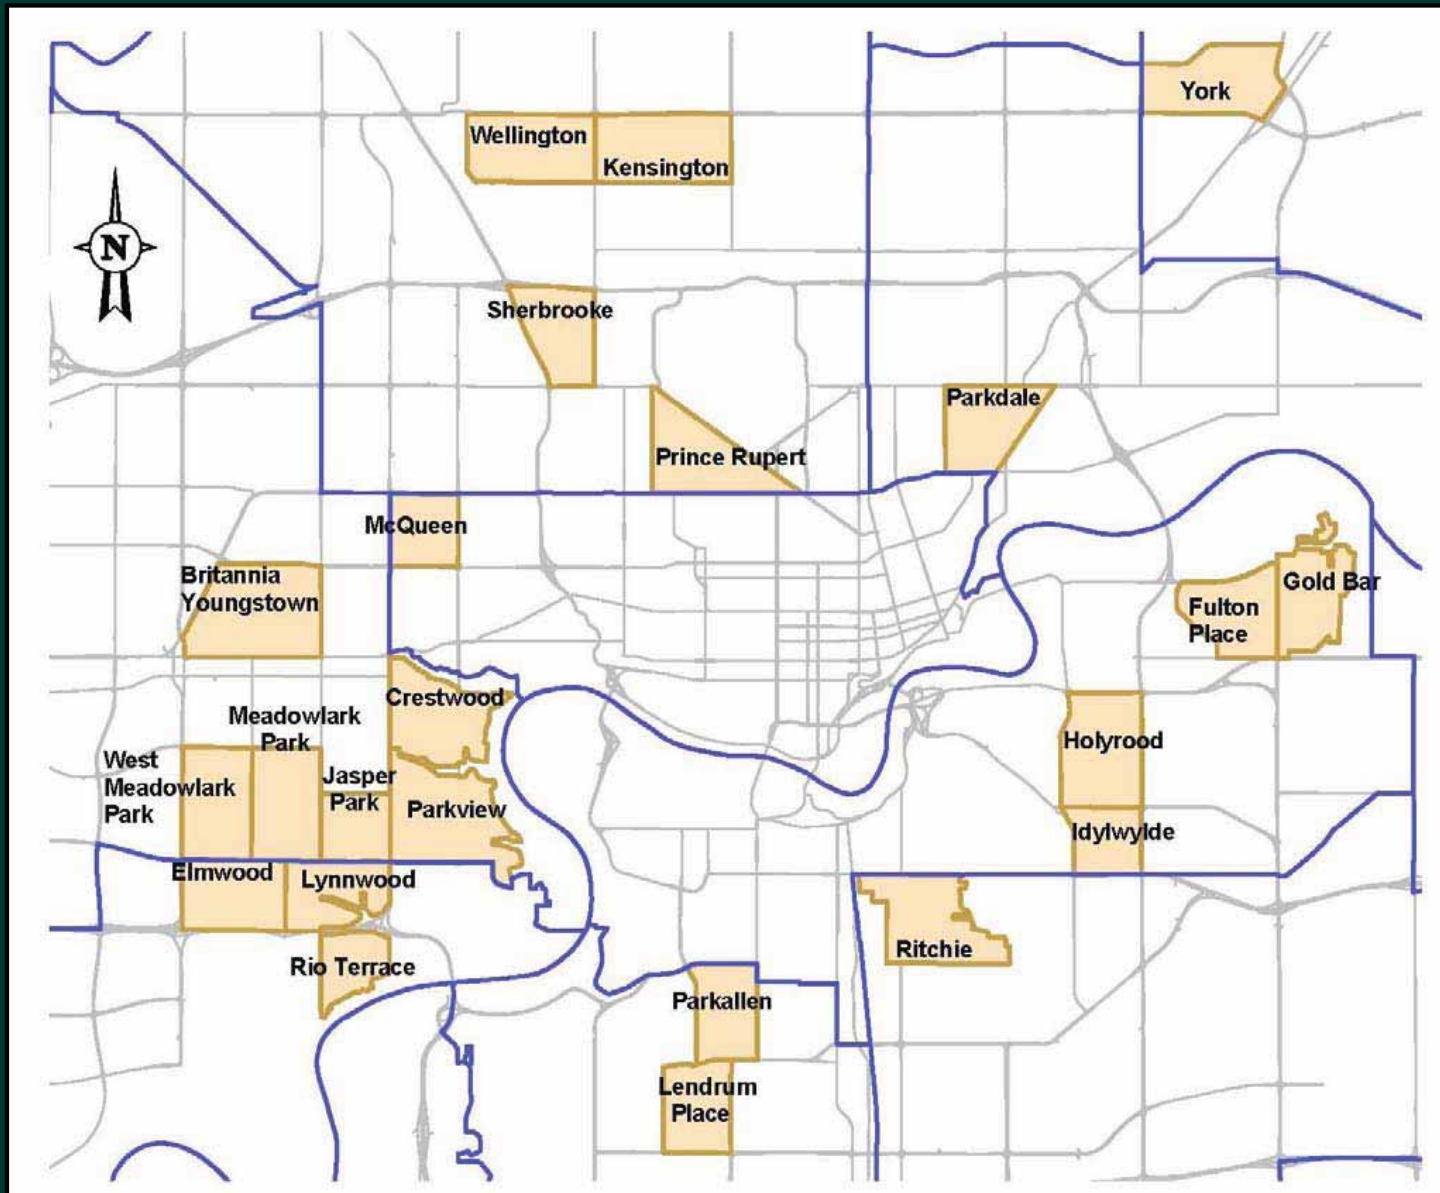 York
Wellington
Kensington
N
Sherbrooke
Parkdale
Prince Rupert
McQueen
Britannia
Youngstown
Gold Bar
Fulton
Place
Crestwood
Meadowlark
Park
Holyrood
West
Meadowlark
Park
Jasper
Park
Parkview
Idylwylde
Elmwood
Lynnwood
Ritchie
Rio Terrace
Parkallen
Lendrum
Place